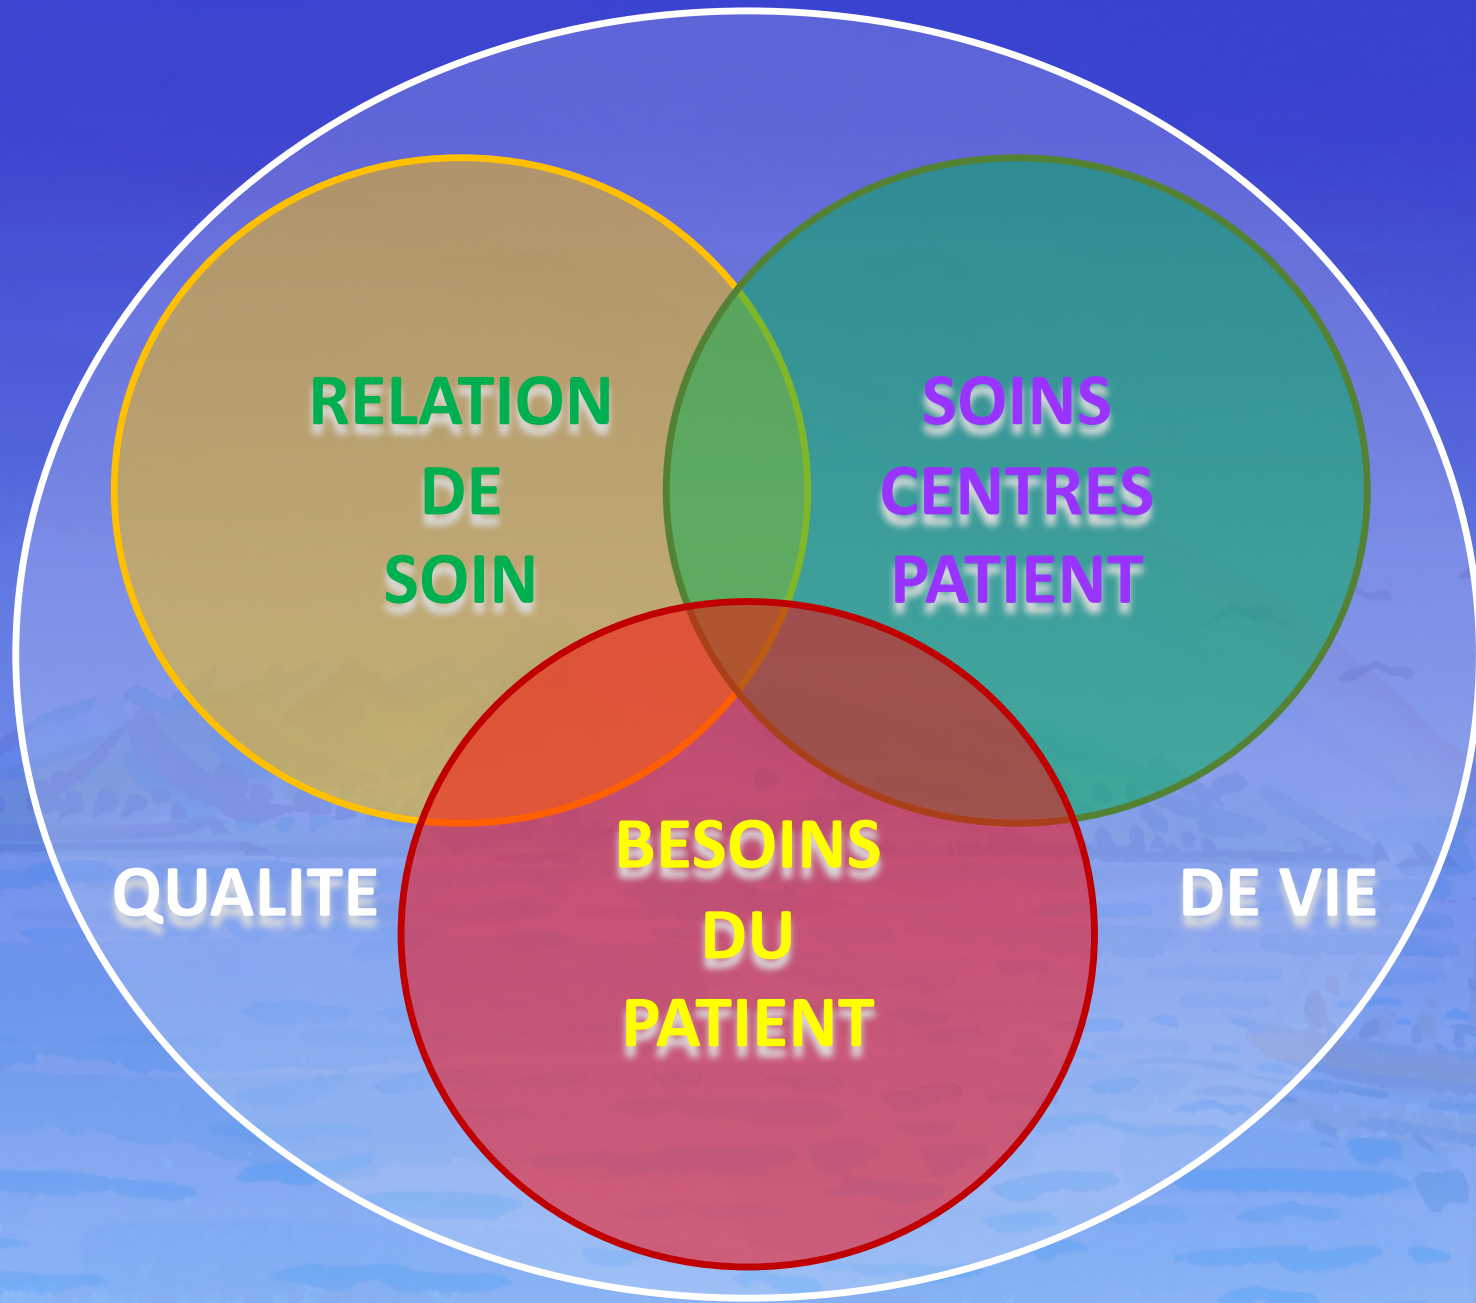 RELATION
DE
SOIN
SOINS
CENTRES
PATIENT
BESOINS
DU
PATIENT
QUALITE
DE VIE